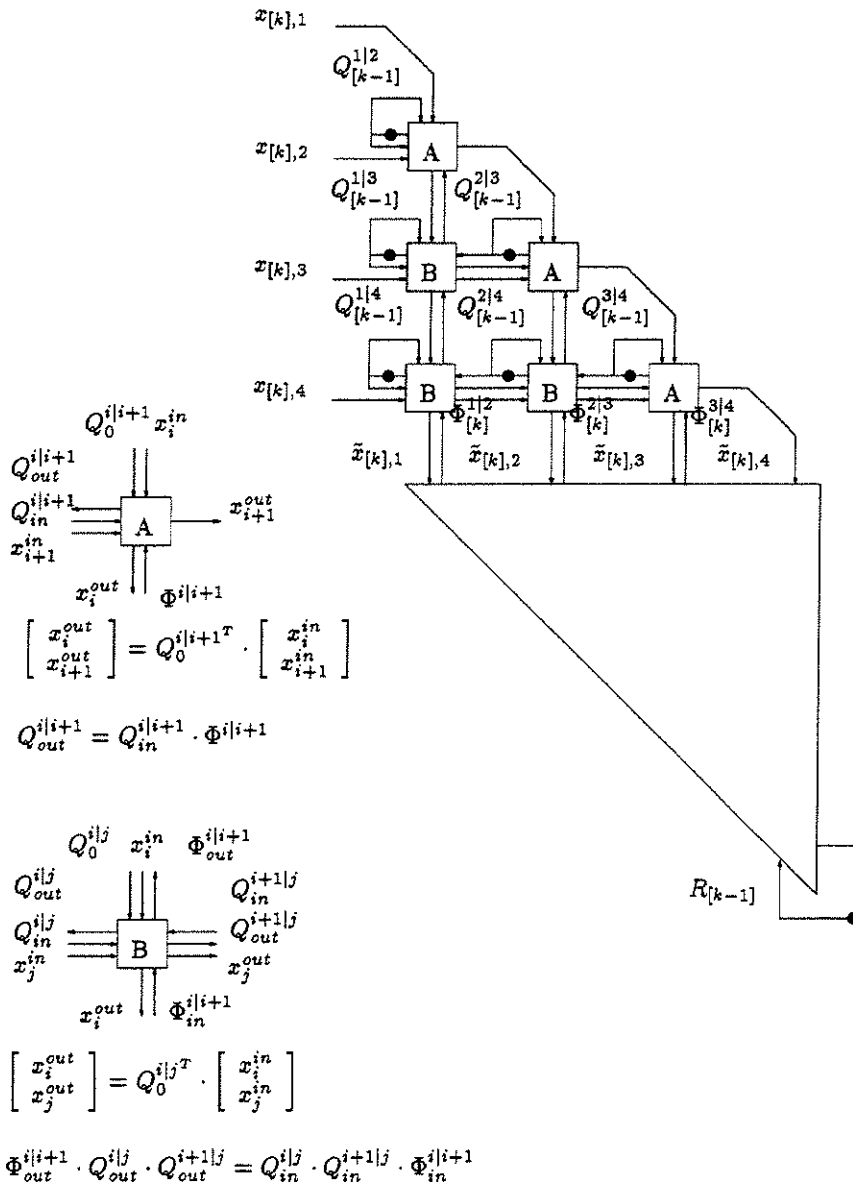 x_{[k],1}
Q^{1|2}_{[k-1]}
A
x_{[k],2}
Q^{1|3}_{[k-1]} Q^{2|3}_{[k-1]}
x_{[k],3} B A
Q^{1|4}_{[k-1]} Q^{2|4}_{[k-1]} Q^{3|4}_{[k-1]}
x_{[k],4} B B A
Φ^{1|2}_{[k]} Φ^{2|3}_{[k]} Φ^{3|4}_{[k]}
x̃_{[k],1} x̃_{[k],2} x̃_{[k],3} x̃_{[k],4}
Q_0^{i|i+1} x_i^{in}
Q_{out}^{i|i+1}
Q_{in}^{i|i+1} A x_{i+1}^{out}
x_{i+1}^{in}
x_i^{out} Φ^{i|i+1}
[ x_i^{out} x_{i+1}^{out} ] = Q_0^{i|i+1^T} · [ x_i^{in} x_{i+1}^{in} ]
Q_{out}^{i|i+1} = Q_{in}^{i|i+1} · Φ^{i|i+1}
Q_0^{i|j} x_i^{in} Φ_{out}^{i|i+1}
Q_{out}^{i|j} Q_{in}^{i+1|j}
Q_{in}^{i|j} B Q_{out}^{i+1|j}
x_j^{in} x_j^{out}
x_i^{out} Φ_{in}^{i|i+1}
[ x_i^{out} x_j^{out} ] = Q_0^{i|j^T} · [ x_i^{in} x_j^{in} ]
Φ_{out}^{i|i+1} · Q_{out}^{i|j} · Q_{out}^{i+1|j} = Q_{in}^{i|j} · Q_{in}^{i+1|j} · Φ_{in}^{i|i+1}
R_{[k-1]}